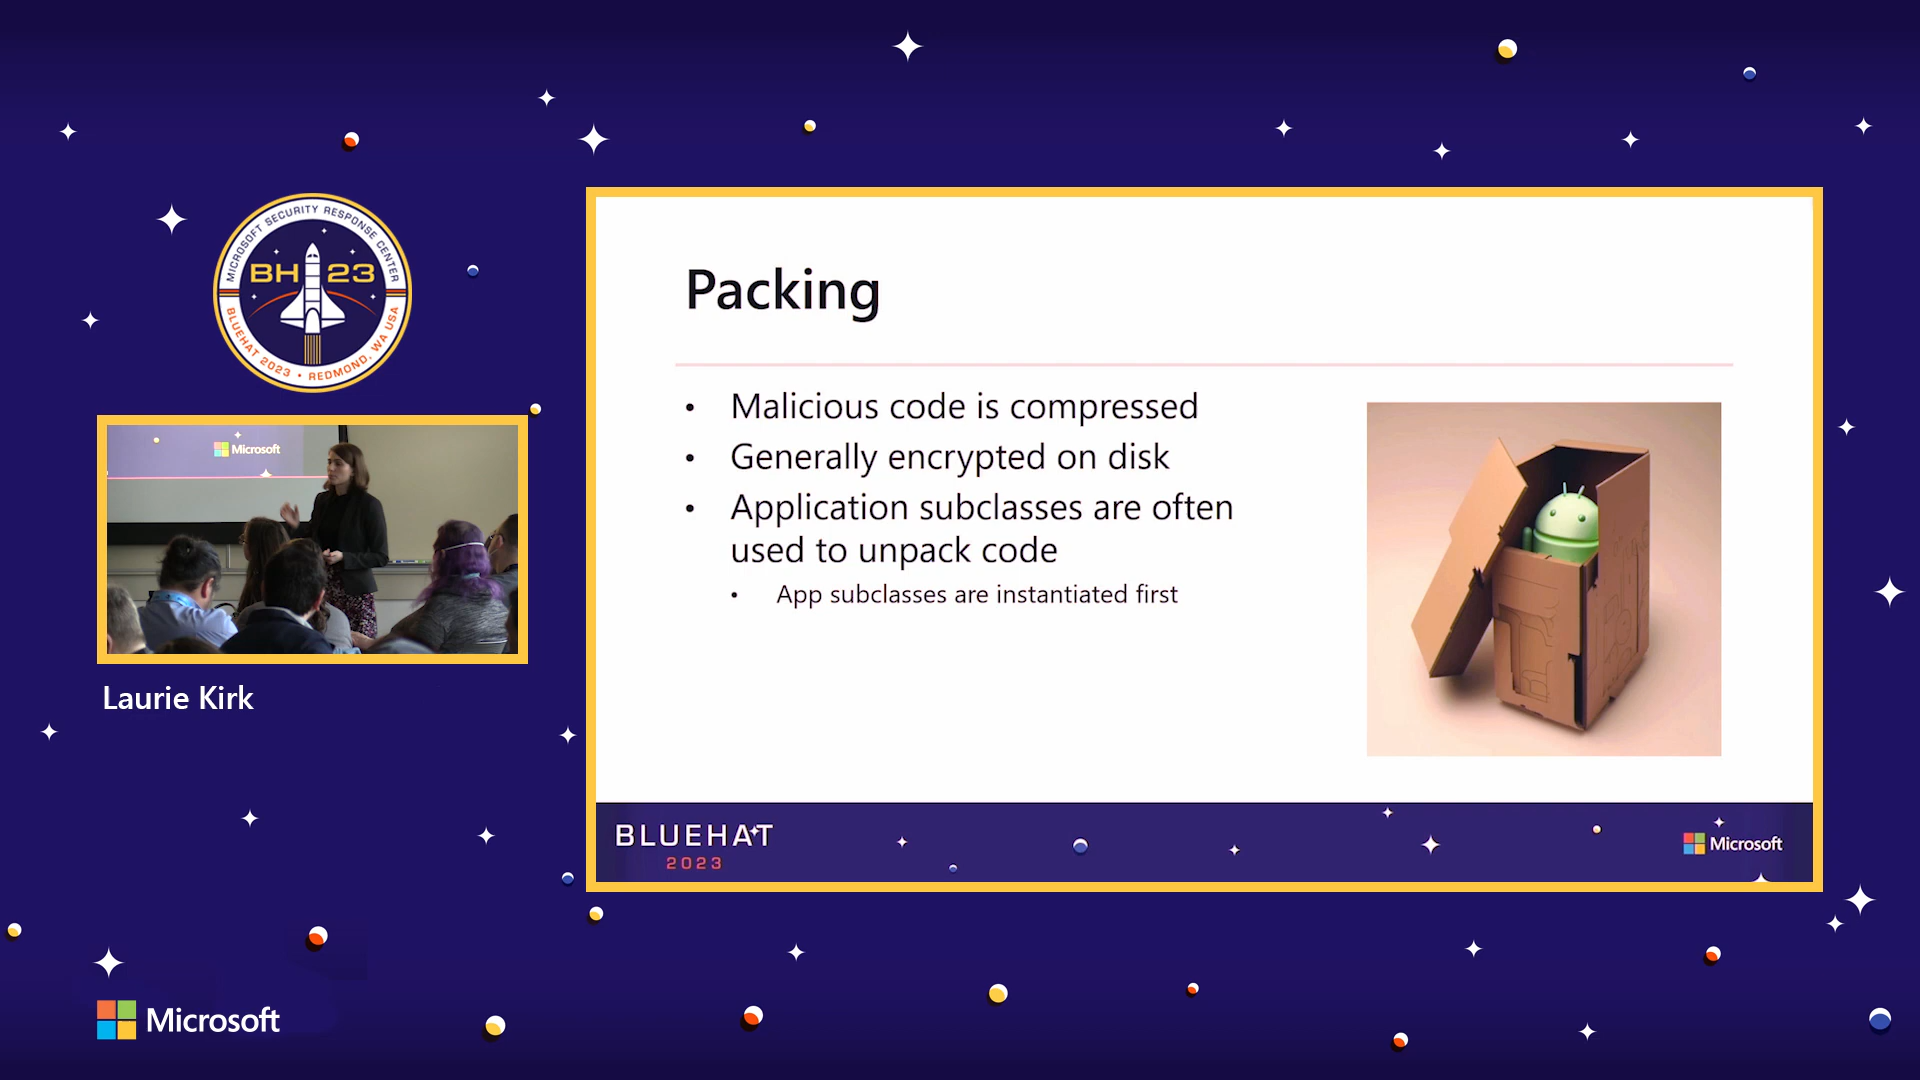 MICROSOFT SECURITY RESPONSE CENTER
BH 23
BLUEHAT 2023 • REDMOND, WA USA
Microsoft
Laurie Kirk
Packing
• Malicious code is compressed
• Generally encrypted on disk
• Application subclasses are often
used to unpack code
• App subclasses are instantiated first
BLUEHAT
2023
Microsoft
Microsoft